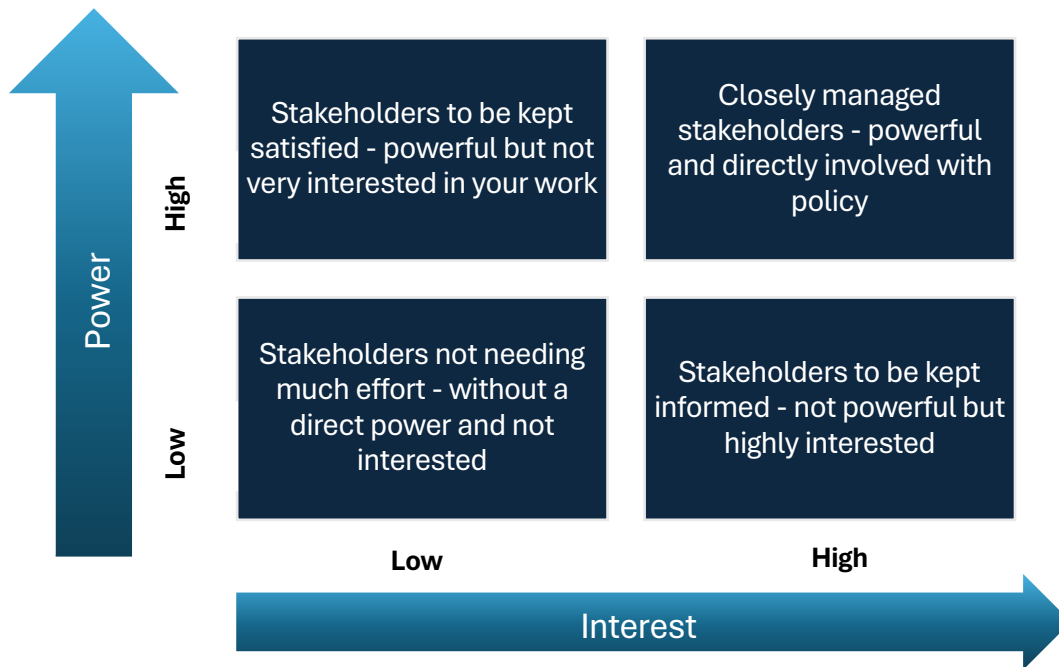 Power
High
Low
Stakeholders to be kept
satisfied - powerful but not
very interested in your work
Closely managed
stakeholders - powerful
and directly involved with
policy
Stakeholders not needing
much effort - without a
direct power and not
interested
Stakeholders to be kept
informed - not powerful but
highly interested
Low
High
Interest